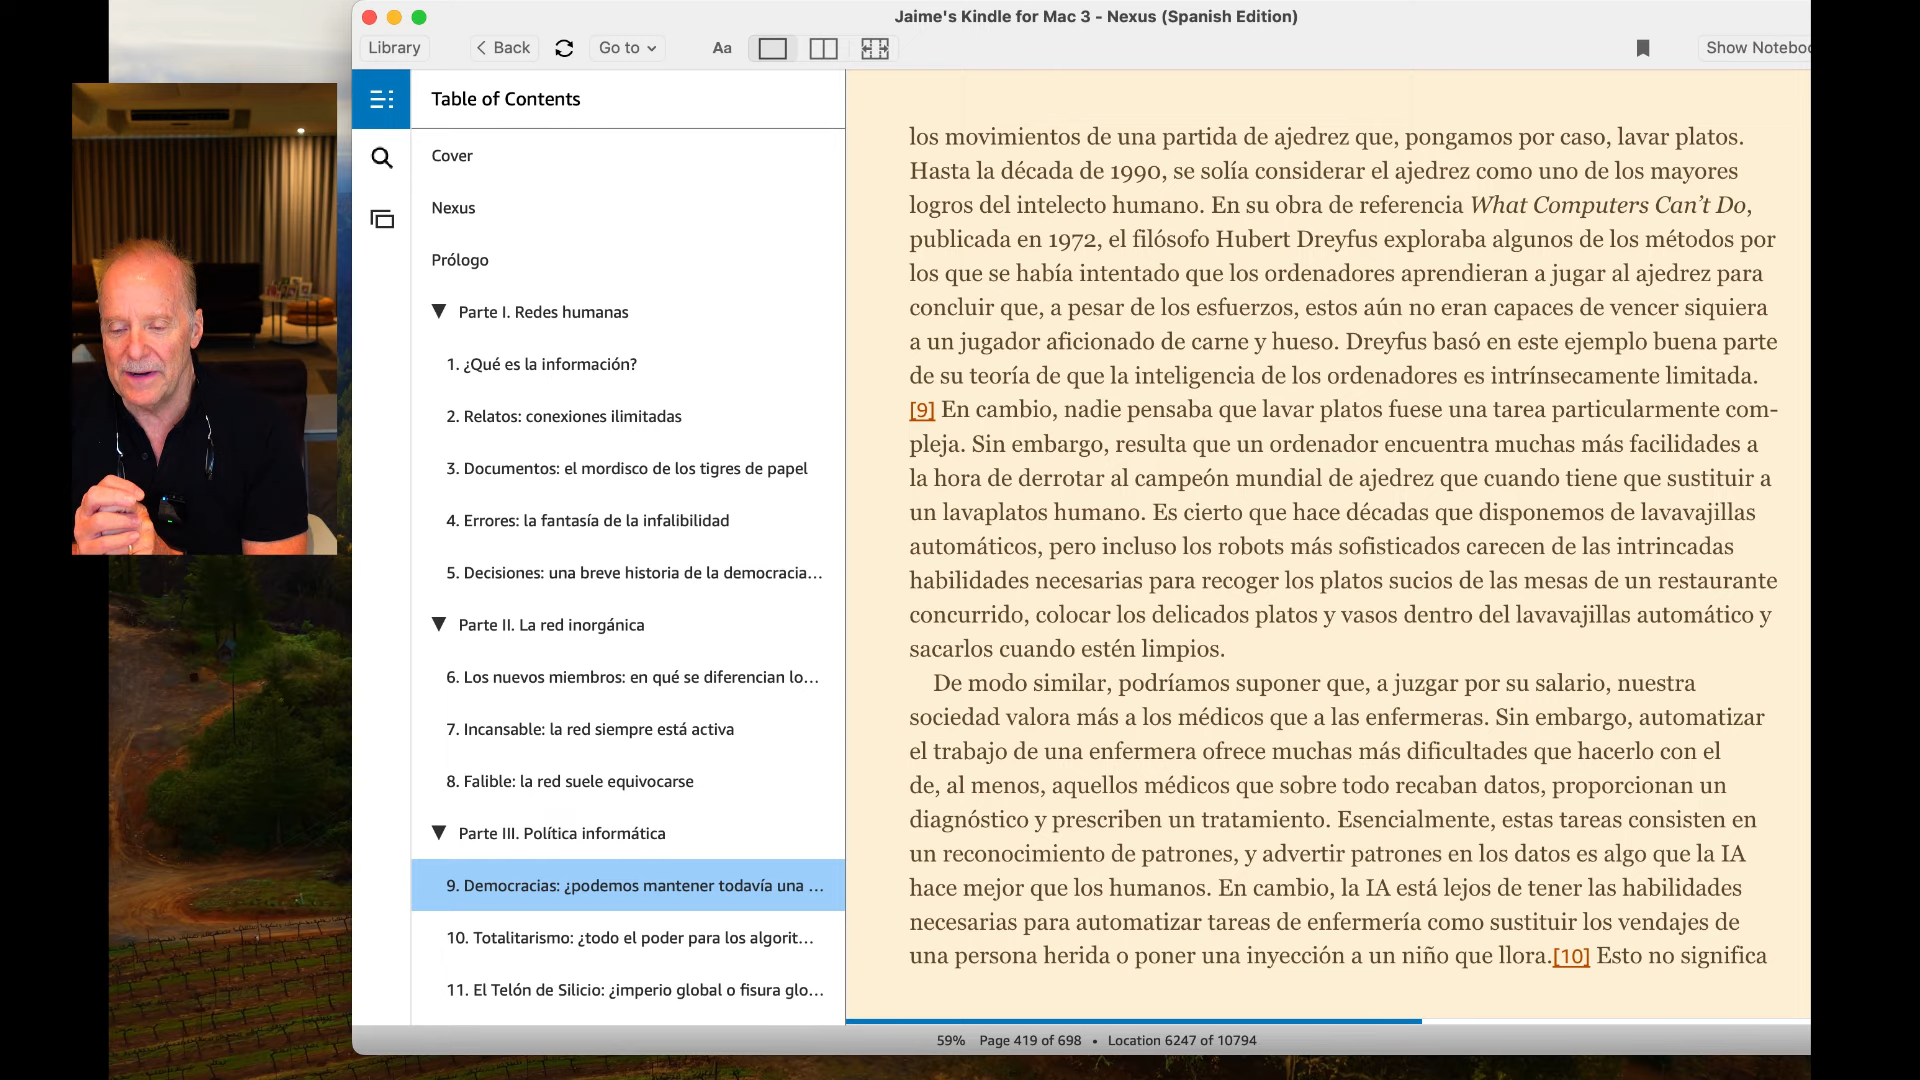 Jaime's Kindle for Mac 3 - Nexus (Spanish Edition)
Library
Back
Go to
Aa
Show Notebo
Table of Contents
Cover
Nexus
Prólogo
Parte I. Redes humanas
1. ¿Qué es la información?
2. Relatos: conexiones ilimitadas
3. Documentos: el mordisco de los tigres de papel
4. Errores: la fantasía de la infalibilidad
5. Decisiones: una breve historia de la democracia...
Parte II. La red inorgánica
6. Los nuevos miembros: en qué se diferencian lo...
7. Incansable: la red siempre está activa
8. Falible: la red suele equivocarse
Parte III. Política informática
9. Democracias: ¿podemos mantener todavía una ...
10. Totalitarismo: ¿todo el poder para los algorit...
11. El Telón de Silicio: ¿imperio global o fisura glo...
los movimientos de una partida de ajedrez que, pongamos por caso, lavar platos.
Hasta la década de 1990, se solía considerar el ajedrez como uno de los mayores
logros del intelecto humano. En su obra de referencia What Computers Can't Do,
publicada en 1972, el filósofo Hubert Dreyfus exploraba algunos de los métodos por
los que se había intentado que los ordenadores aprendieran a jugar al ajedrez para
concluir que, a pesar de los esfuerzos, estos aún no eran capaces de vencer siquiera
a un jugador aficionado de carne y hueso. Dreyfus basó en este ejemplo buena parte
de su teoría de que la inteligencia de los ordenadores es intrínsecamente limitada.
[9] En cambio, nadie pensaba que lavar platos fuese una tarea particularmente com-
pleja. Sin embargo, resulta que un ordenador encuentra muchas más facilidades a
la hora de derrotar al campeón mundial de ajedrez que cuando tiene que sustituir a
un lavaplatos humano. Es cierto que hace décadas que disponemos de lavavajillas
automáticos, pero incluso los robots más sofisticados carecen de las intrincadas
habilidades necesarias para recoger los platos sucios de las mesas de un restaurante
concurrido, colocar los delicados platos y vasos dentro del lavavajillas automático y
sacarlos cuando estén limpios.
De modo similar, podríamos suponer que, a juzgar por su salario, nuestra
sociedad valora más a los médicos que a las enfermeras. Sin embargo, automatizar
el trabajo de una enfermera ofrece muchas más dificultades que hacerlo con el
de, al menos, aquellos médicos que sobre todo recaban datos, proporcionan un
diagnóstico y prescriben un tratamiento. Esencialmente, estas tareas consisten en
un reconocimiento de patrones, y advertir patrones en los datos es algo que la IA
hace mejor que los humanos. En cambio, la IA está lejos de tener las habilidades
necesarias para automatizar tareas de enfermería como sustituir los vendajes de
una persona herida o poner una inyección a un niño que llora.[10] Esto no significa
59% Page 419 of 698 • Location 6247 of 10794